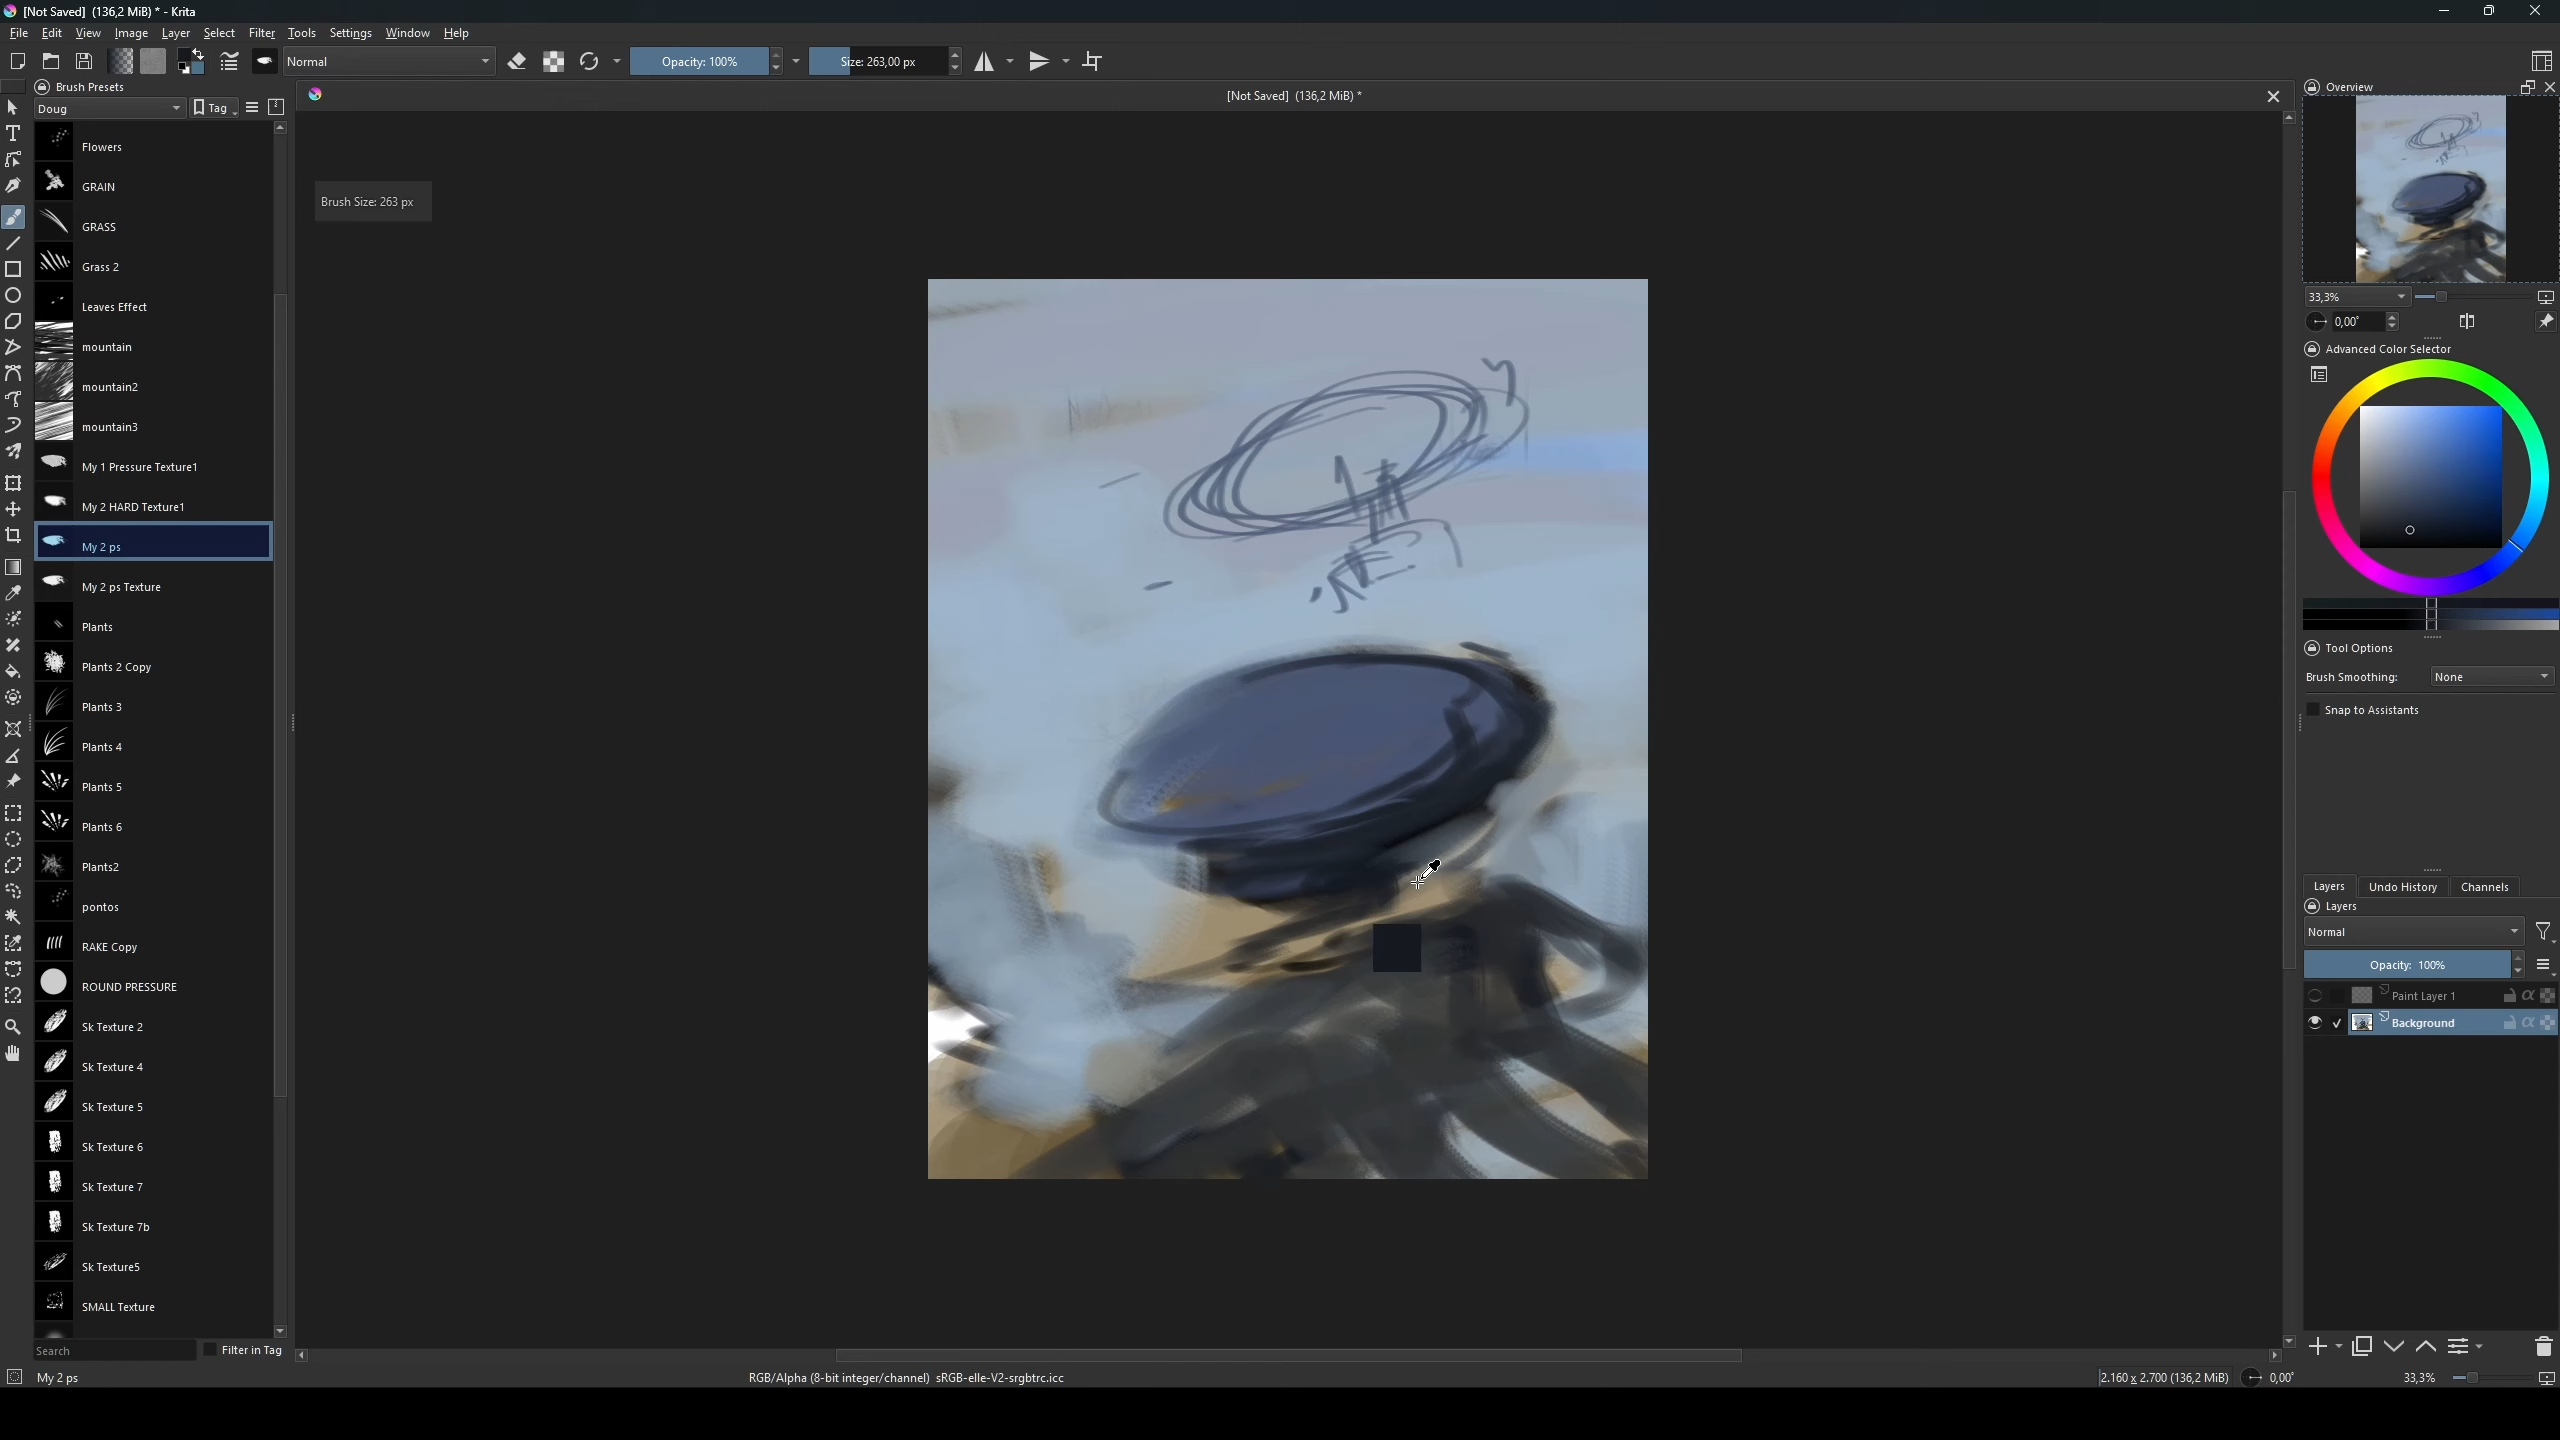 [Not Saved] (136,2 MiB) * - Krita
File Edit View Image Layer Select Filter Tools Settings Window Help
Normal
Opacity: 100%
Size: 263,00 px
Brush Presets
[Not Saved] (136,2 MiB) *
Overview
Doug
Tag
Flowers
GRAIN
Brush Size: 263 px
GRASS
Grass 2
33,3%
Leaves Effect
0,00°
mountain
Advanced Color Selector
mountain2
mountain3
My 1 Pressure Texture1
My 2 HARD Texture1
My 2 ps
My 2 ps Texture
Plants
Tool Options
Plants 2 Copy
Brush Smoothing: None
Plants 3
Snap to Assistants
Plants 4
Plants 5
Plants 6
Plants2
Layers Undo History Channels
pontos
Layers
Normal
RAKE Copy
Opacity: 100%
ROUND PRESSURE
Paint Layer 1
Sk Texture 2
Background
Sk Texture 4
Sk Texture 5
Sk Texture 6
Sk Texture 7
Sk Texture 7b
Sk Texture5
SMALL Texture
Search
Filter in Tag
My 2 ps
RGB/Alpha (8-bit integer/channel) sRGB-elle-V2-srgbtrc.icc
2.160 x 2.700 (136,2 MiB)
0,00°
33,3%